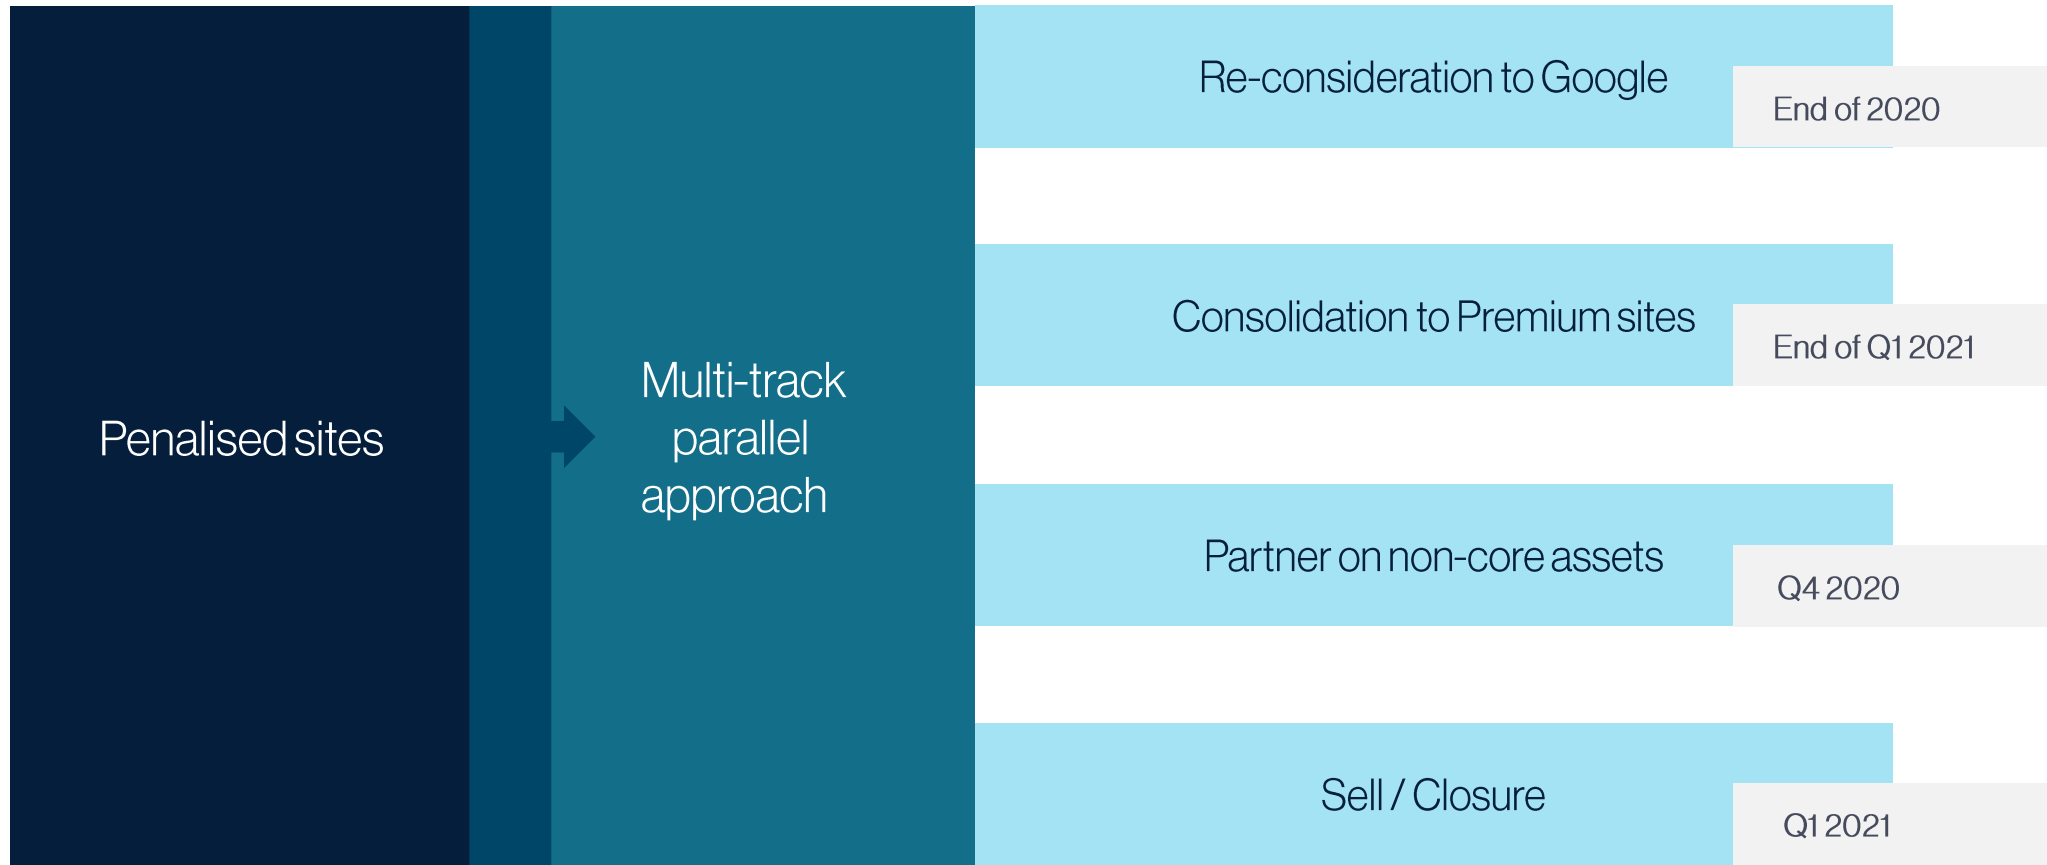 Penalised sites
Multi-track
parallel
approach
Re-consideration to Google
End of 2020
Consolidation to Premium sites
End of Q1 2021
Partner on non-core assets
Q4 2020
Sell / Closure
Q1 2021